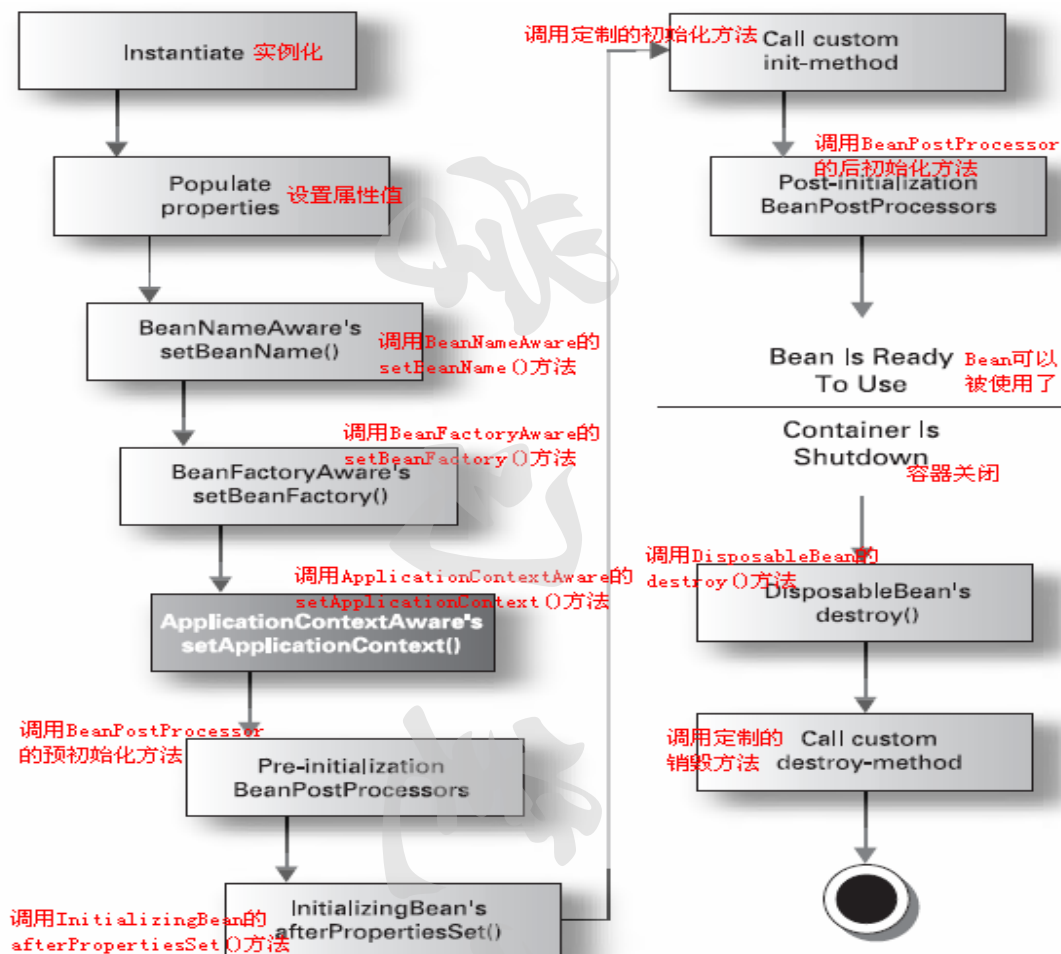 Instantiate 实例化
Populate
properties
设置属性值
BeanNameAware's
setBeanName()
调用BeanNameAware的
setBeanName()方法
调用BeanFactoryAware的
setBeanFactory()方法
BeanFactoryAware's
setBeanFactory()
调用ApplicationContextAware的
setApplicationContext()方法
ApplicationContextAware's
setApplicationContext()
调用BeanPostProcessor
的预初始化方法
Pre-initialization
BeanPostProcessors
调用InitializingBean的
afterPropertiesSet()方法
InitializingBean's
afterPropertiesSet()
调用定制的初始化方法
Call custom
init-method
调用BeanPostProcessor
的后初始化方法
Post-initialization
BeanPostProcessors
Bean Is Ready
To Use
Bean可以
被使用了
Container Is
Shutdown
容器关闭
调用DisposableBean的
destroy()方法
DisposableBean's
destroy()
调用定制的
销毁方法
Call custom
destroy-method